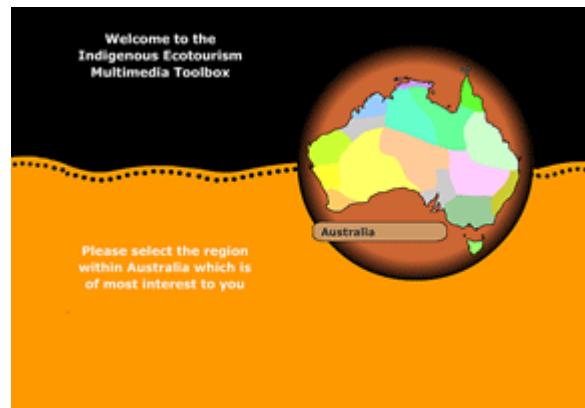 Welcome to the
Indigenous Ecotourism
Multimedia Toolbox
Australia
Please select the region
within Australia which is
of most interest to you